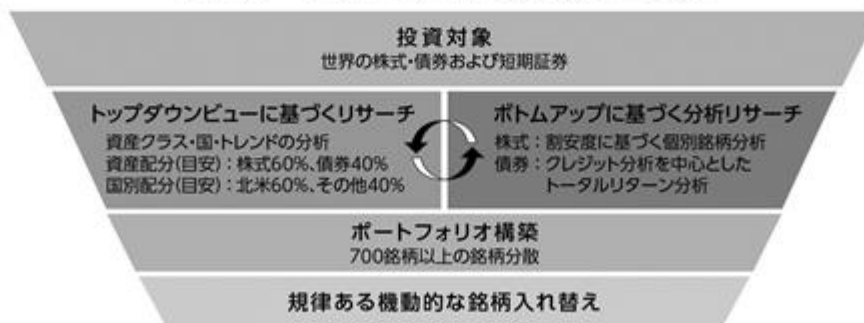 投資対象
世界の株式・債券および短期証券
トップダウンビューに基づくリサーチ
資産クラス・国・トレンドの分析
資産配分(目安)：株式60%、債券40%
国別配分(目安)：北米60%、その他40%
ボトムアップに基づく分析リサーチ
株式：割安度に基づく個別銘柄分析
債券：クレジット分析を中心とした
トータルリターン分析
ポートフォリオ構築
700銘柄以上の銘柄分散
規律ある機動的な銘柄入れ替え